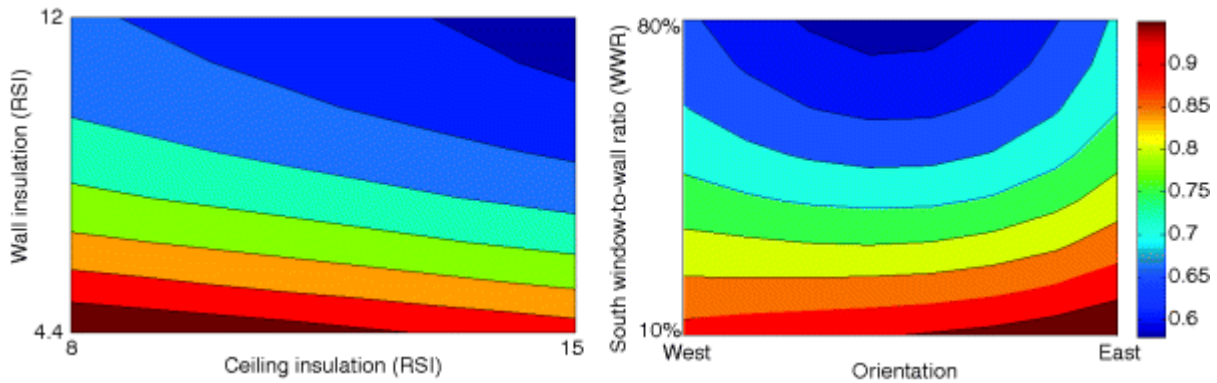 12
Wall insulation (RSI)
4.4
8
15
Ceiling insulation (RSI)
80%
South window-to-wall ratio (WWR)
10%
West
East
Orientation
0.9
0.85
0.8
0.75
0.7
0.65
0.6